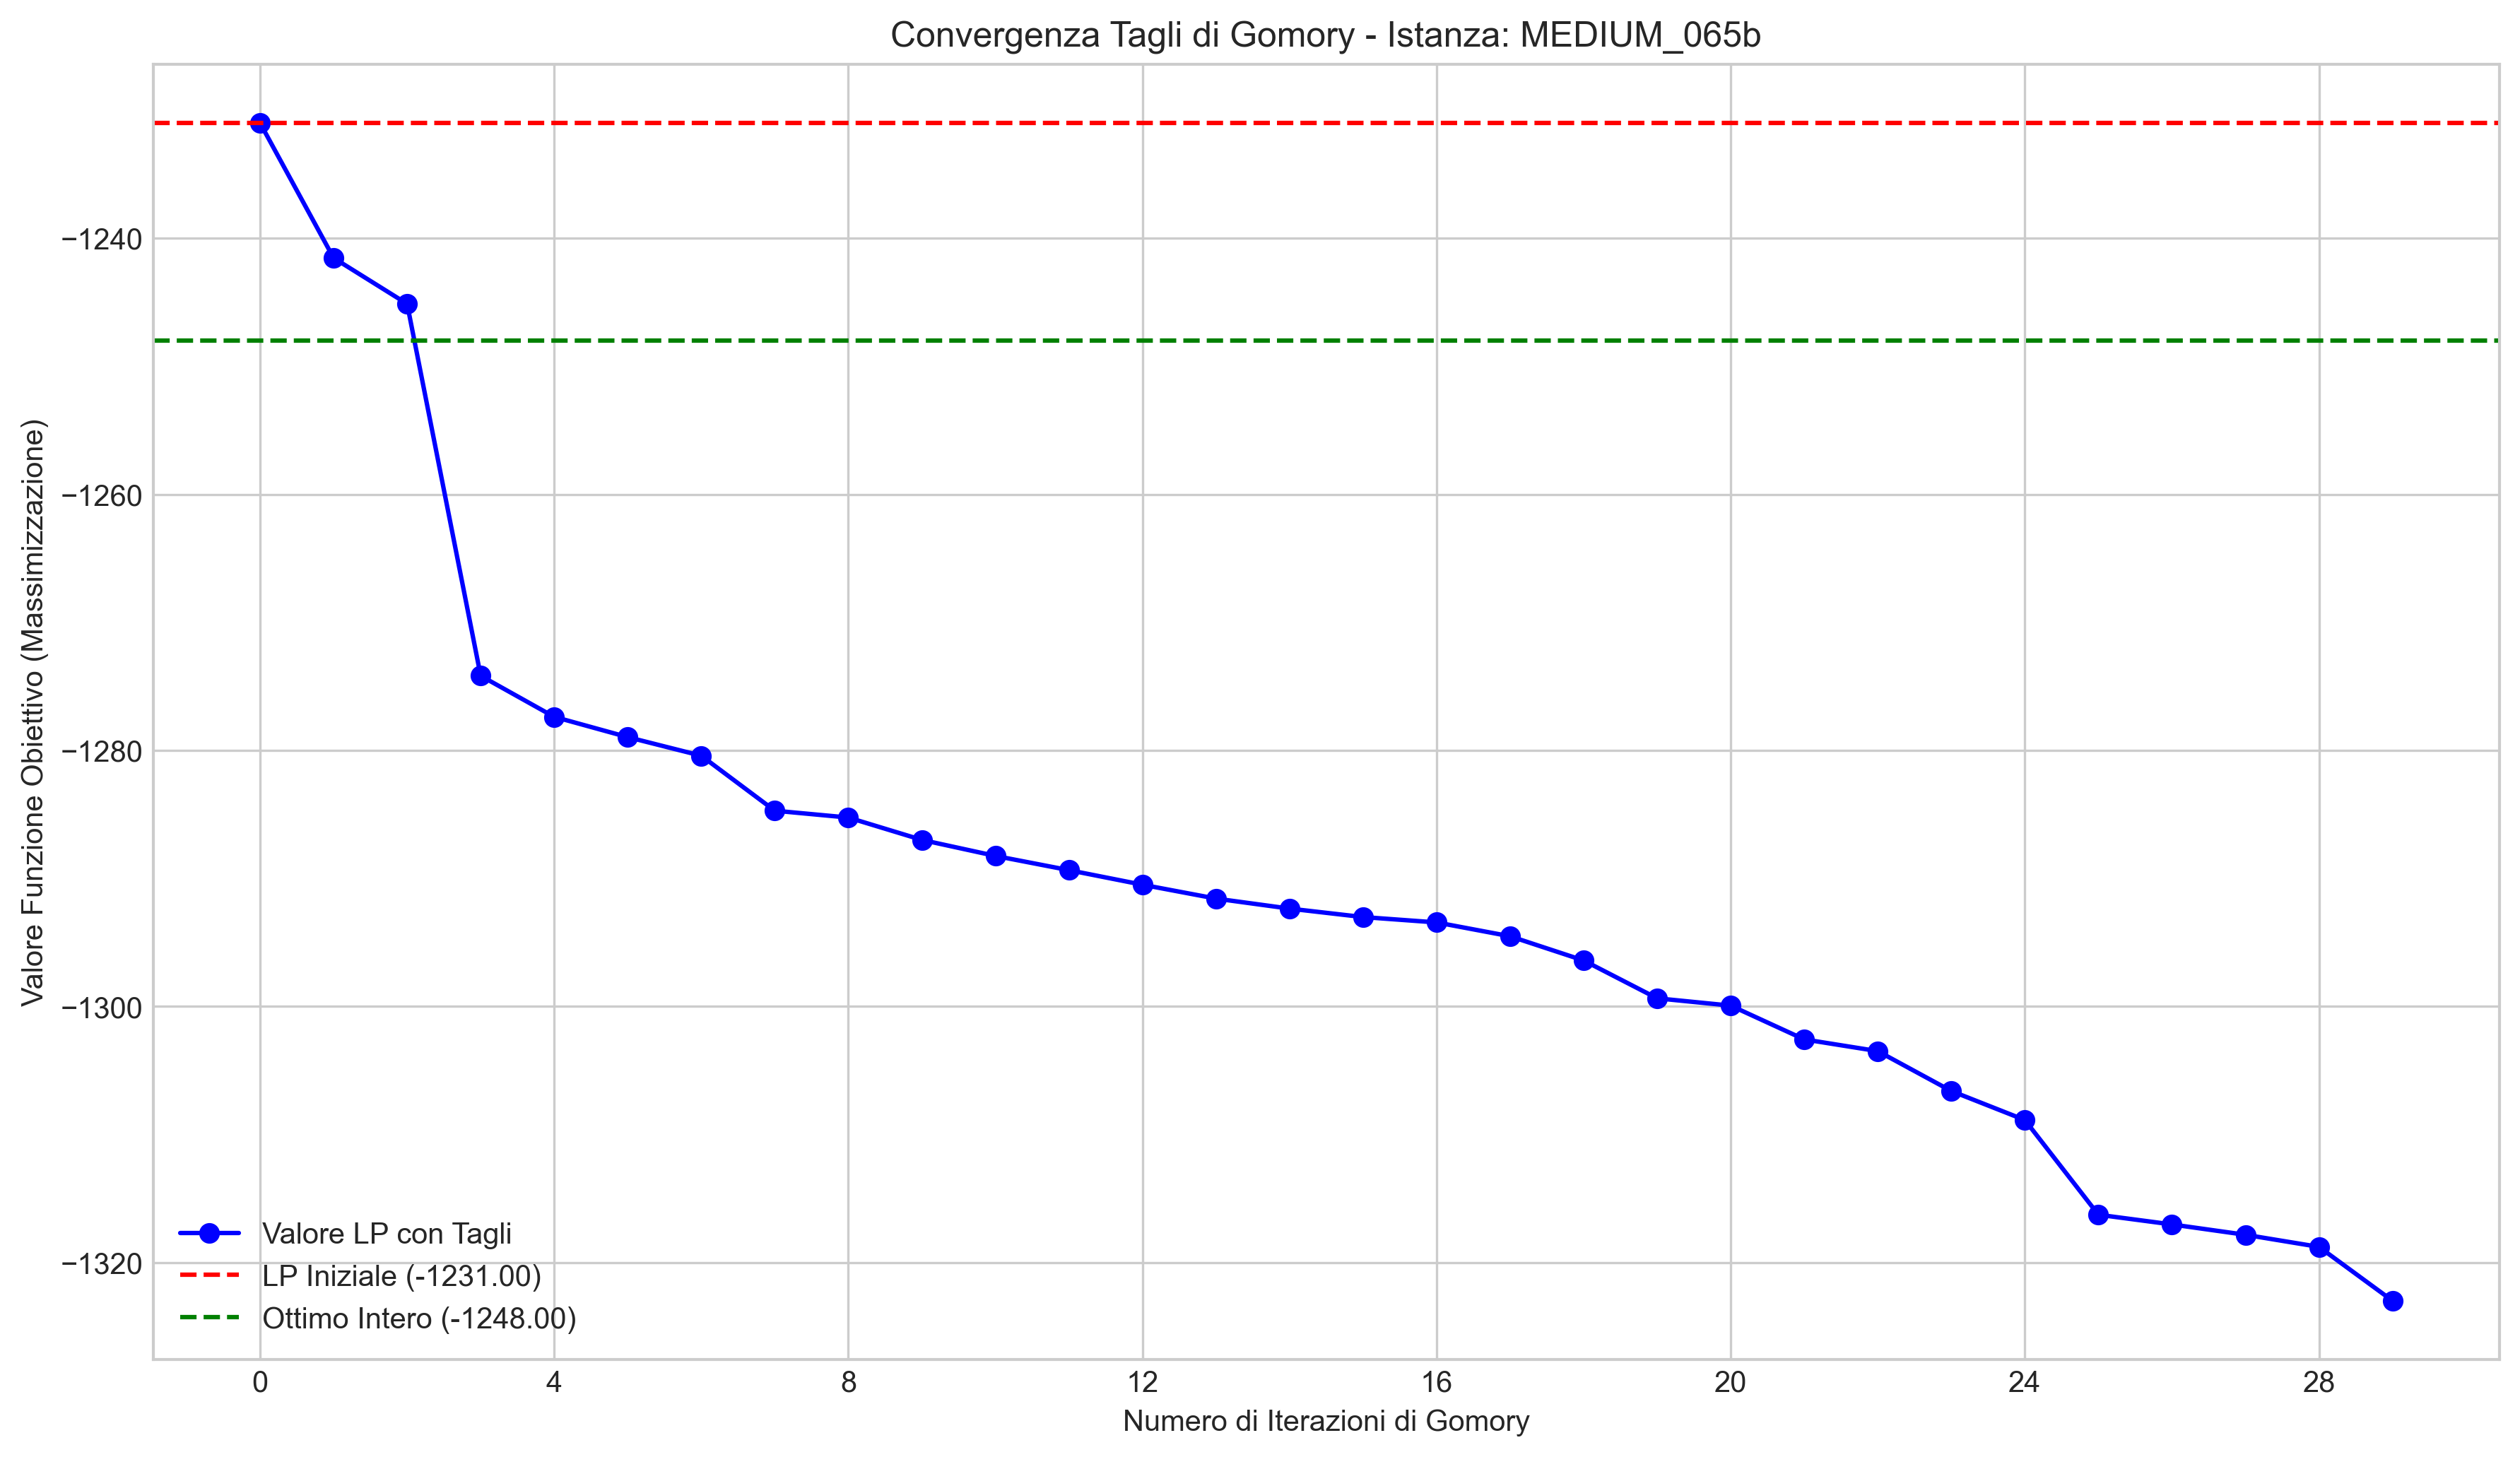 Convergenza Tagli di Gomory - Istanza: MEDIUM_065b
Valore Funzione Obiettivo (Massimizzazione)
−1240
−1260
−1280
−1300
−1320
Valore LP con Tagli
LP Iniziale (-1231.00)
Ottimo Intero (-1248.00)
0 4 8 12 16 20 24 28
Numero di Iterazioni di Gomory